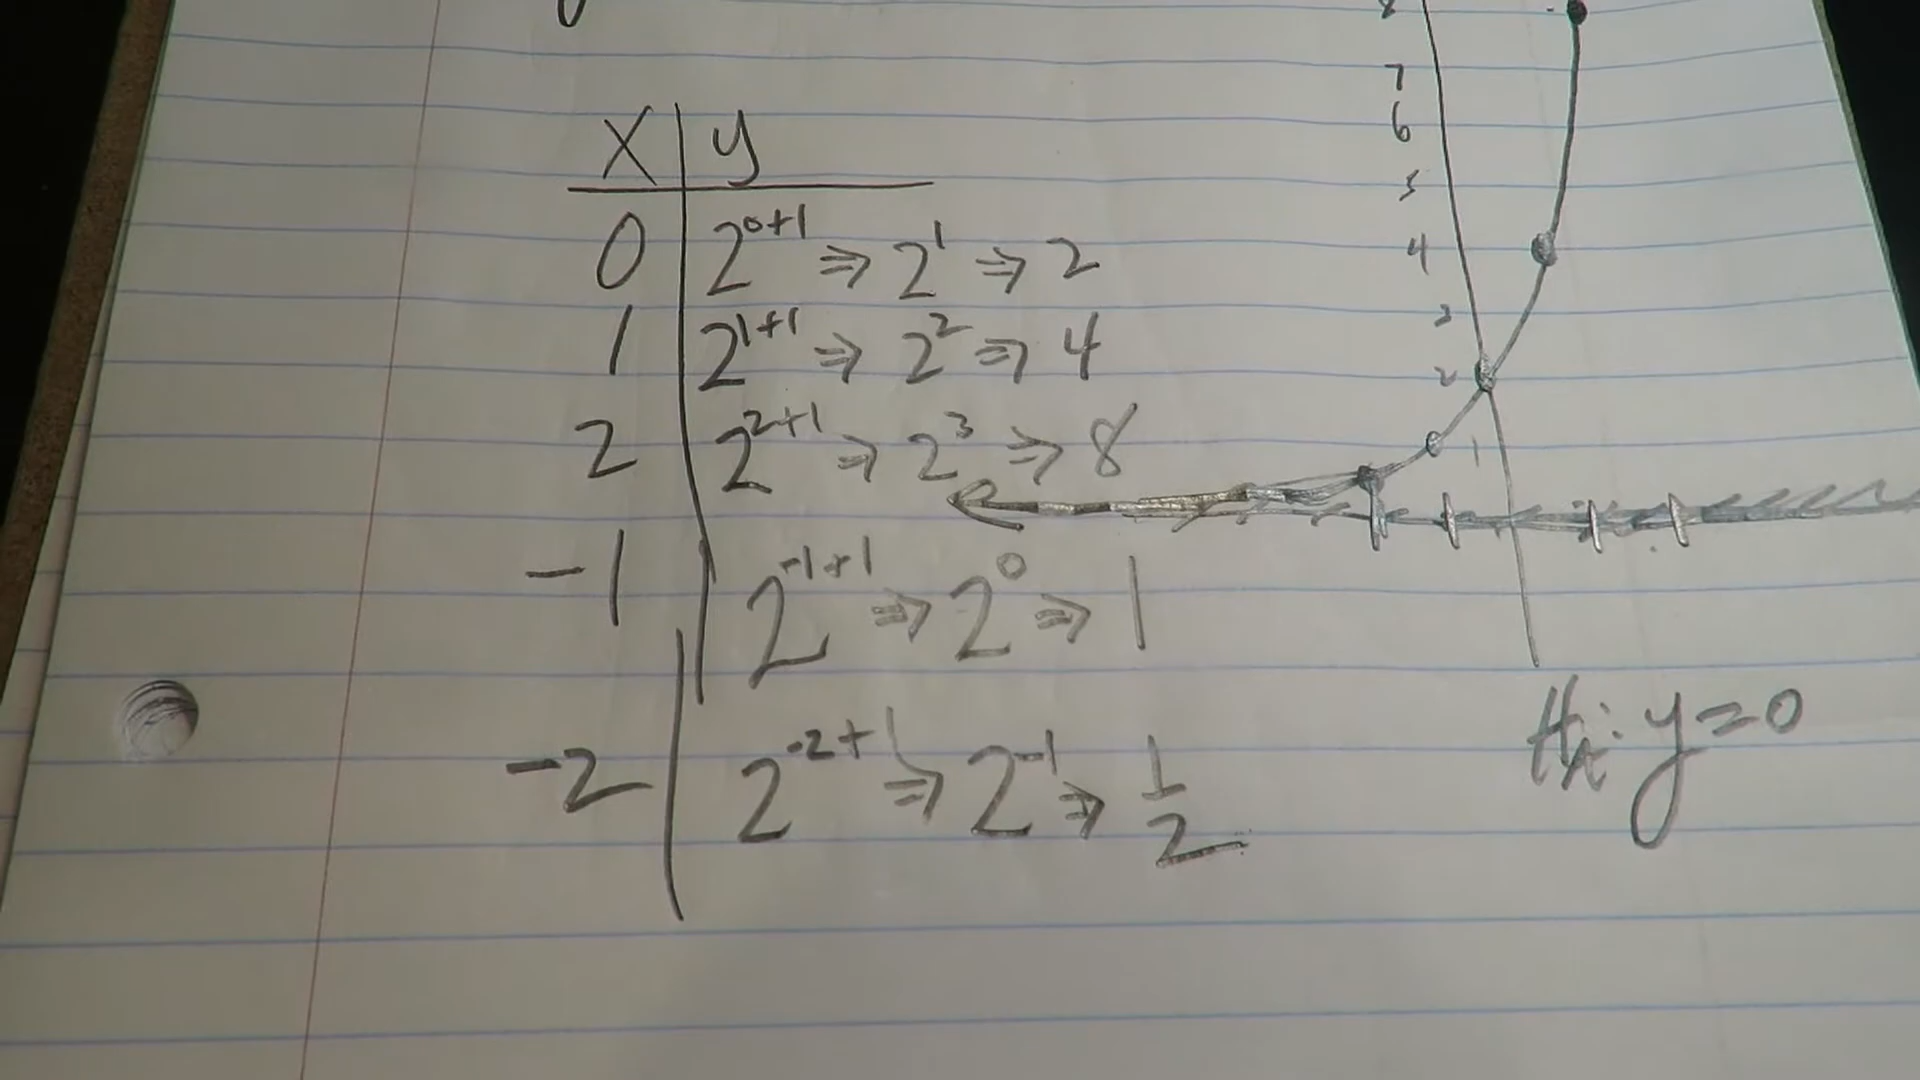 x | y
0 | 2^{0+1} ⇒ 2^1 ⇒ 2
1 | 2^{1+1} ⇒ 2^2 ⇒ 4
2 | 2^{2+1} ⇒ 2^3 ⇒ 8
-1 | 2^{-1+1} ⇒ 2^0 ⇒ 1
-2 | 2^{-2+1} ⇒ 2^{-1} ⇒ 1/2
8
7
6
5
4
3
2
1
HA: y=0